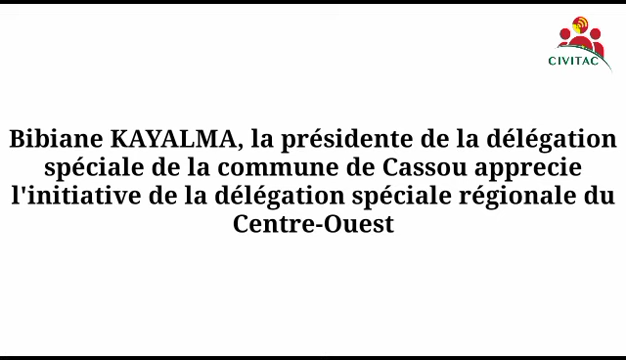 CIVITAC
Bibiane KAYALMA, la présidente de la délégation
spéciale de la commune de Cassou apprecie
l'initiative de la délégation spéciale régionale du
Centre-Ouest